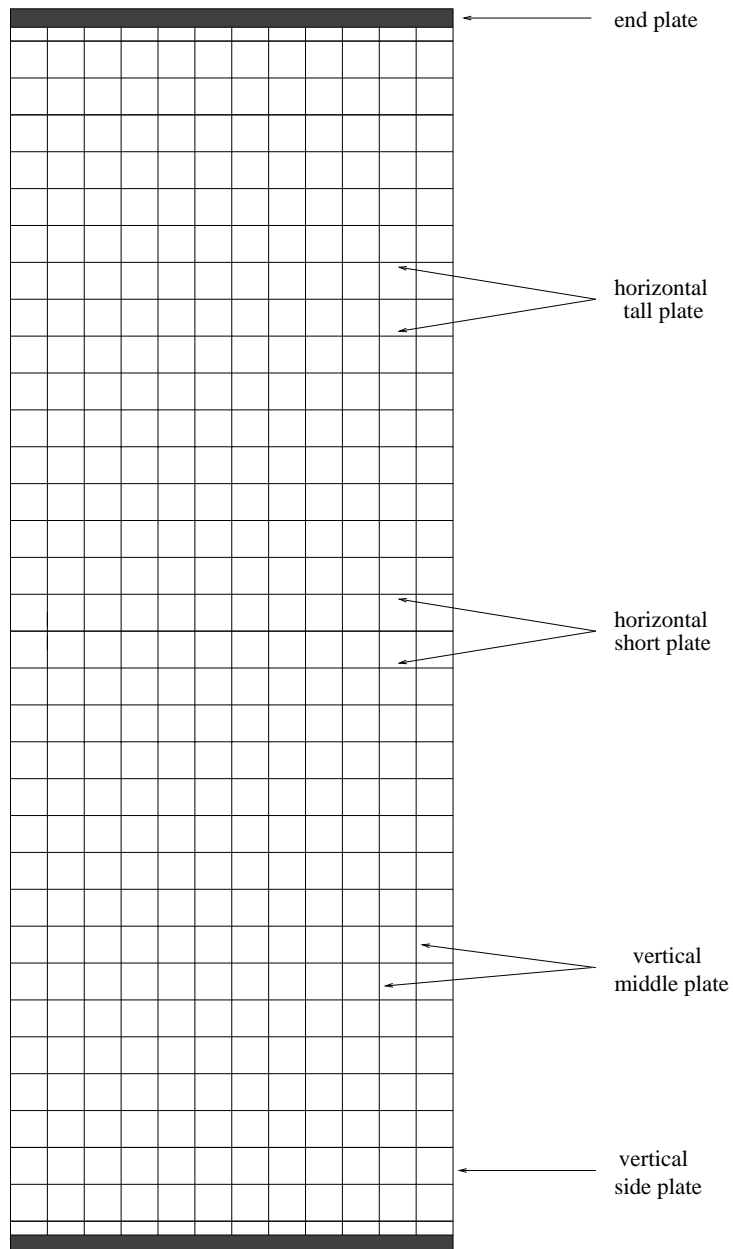 end plate
horizontal
tall plate
horizontal
short plate
vertical
middle plate
vertical
side plate